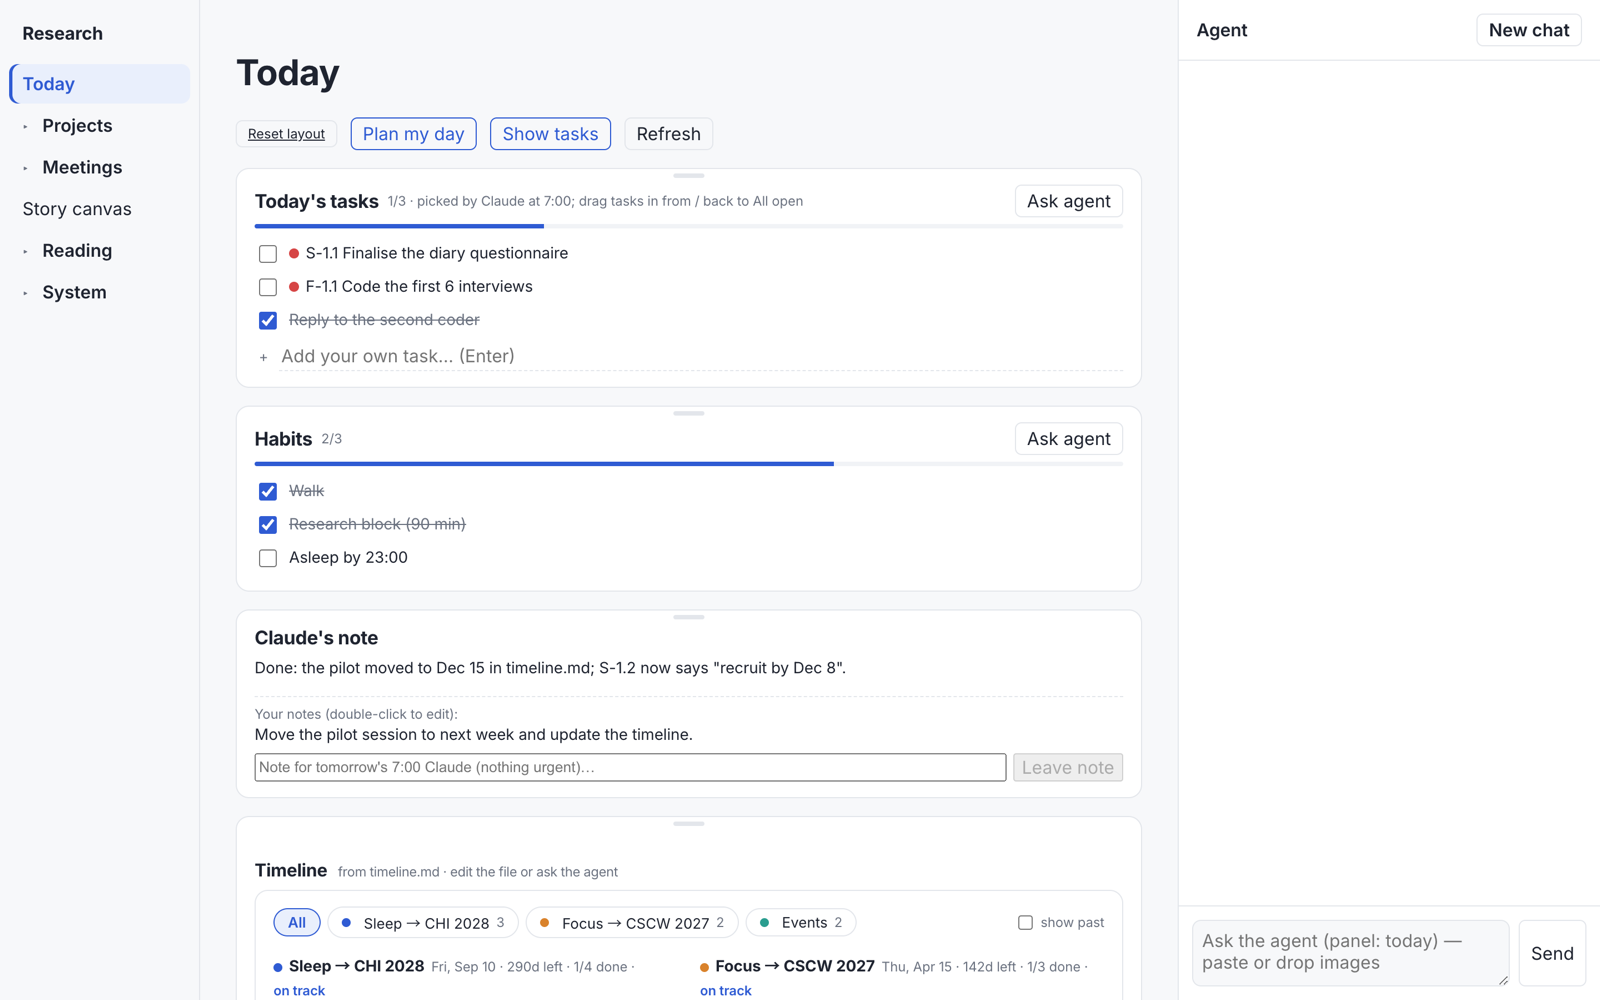 Research
Today
Projects
Meetings
Story canvas
Reading
System
Today
Reset layout
Plan my day
Show tasks
Refresh
Today's tasks 1/3 · picked by Claude at 7:00; drag tasks in from / back to All open
Ask agent
S-1.1 Finalise the diary questionnaire
F-1.1 Code the first 6 interviews
Reply to the second coder
+ Add your own task... (Enter)
Habits 2/3
Ask agent
Walk
Research block (90 min)
Asleep by 23:00
Claude's note
Done: the pilot moved to Dec 15 in timeline.md; S-1.2 now says "recruit by Dec 8".
Your notes (double-click to edit):
Move the pilot session to next week and update the timeline.
Note for tomorrow's 7:00 Claude (nothing urgent)...
Leave note
Timeline from timeline.md · edit the file or ask the agent
All
Sleep → CHI 2028 3
Focus → CSCW 2027 2
Events 2
show past
Sleep → CHI 2028 Fri, Sep 10 · 290d left · 1/4 done ·
on track
Focus → CSCW 2027 Thu, Apr 15 · 142d left · 1/3 done ·
on track
Agent
New chat
Ask the agent (panel: today) —
paste or drop images
Send